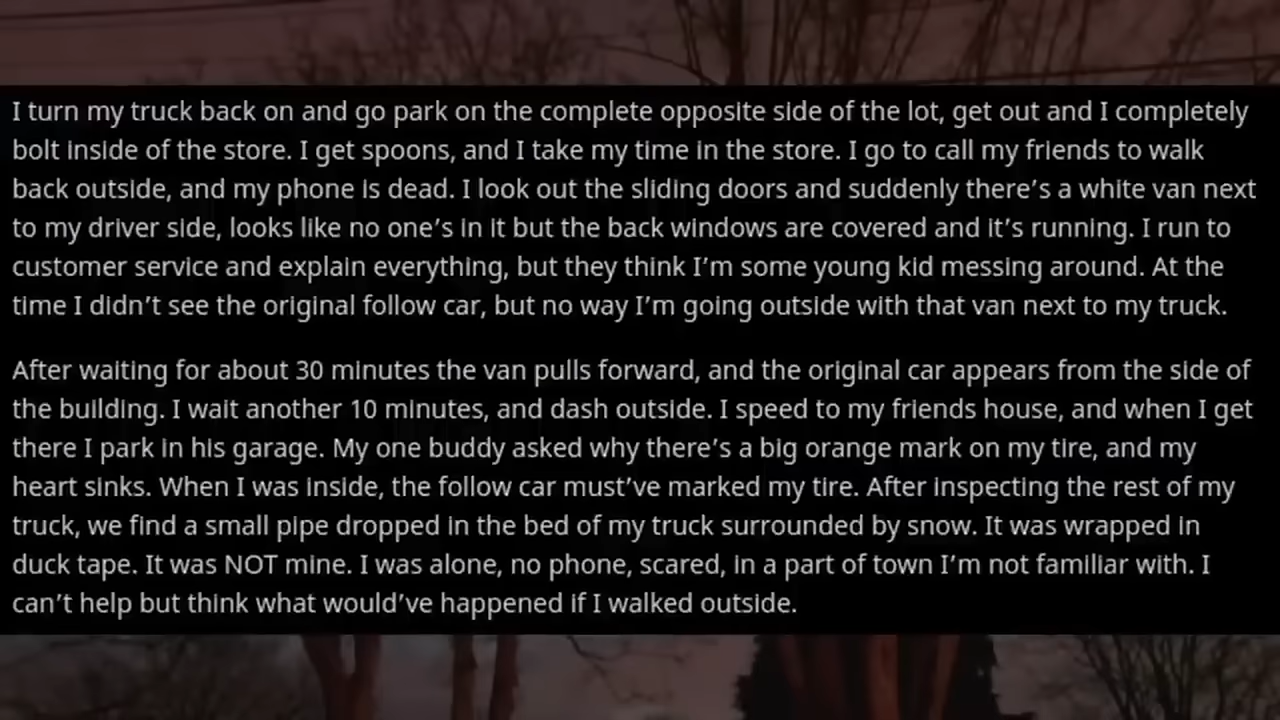 I turn my truck back on and go park on the complete opposite side of the lot, get out and I completely
bolt inside of the store. I get spoons, and I take my time in the store. I go to call my friends to walk
back outside, and my phone is dead. I look out the sliding doors and suddenly there’s a white van next
to my driver side, looks like no one’s in it but the back windows are covered and it’s running. I run to
customer service and explain everything, but they think I’m some young kid messing around. At the
time I didn’t see the original follow car, but no way I’m going outside with that van next to my truck.
After waiting for about 30 minutes the van pulls forward, and the original car appears from the side of
the building. I wait another 10 minutes, and dash outside. I speed to my friends house, and when I get
there I park in his garage. My one buddy asked why there’s a big orange mark on my tire, and my
heart sinks. When I was inside, the follow car must’ve marked my tire. After inspecting the rest of my
truck, we find a small pipe dropped in the bed of my truck surrounded by snow. It was wrapped in
duck tape. It was NOT mine. I was alone, no phone, scared, in a part of town I’m not familiar with. I
can’t help but think what would’ve happened if I walked outside.